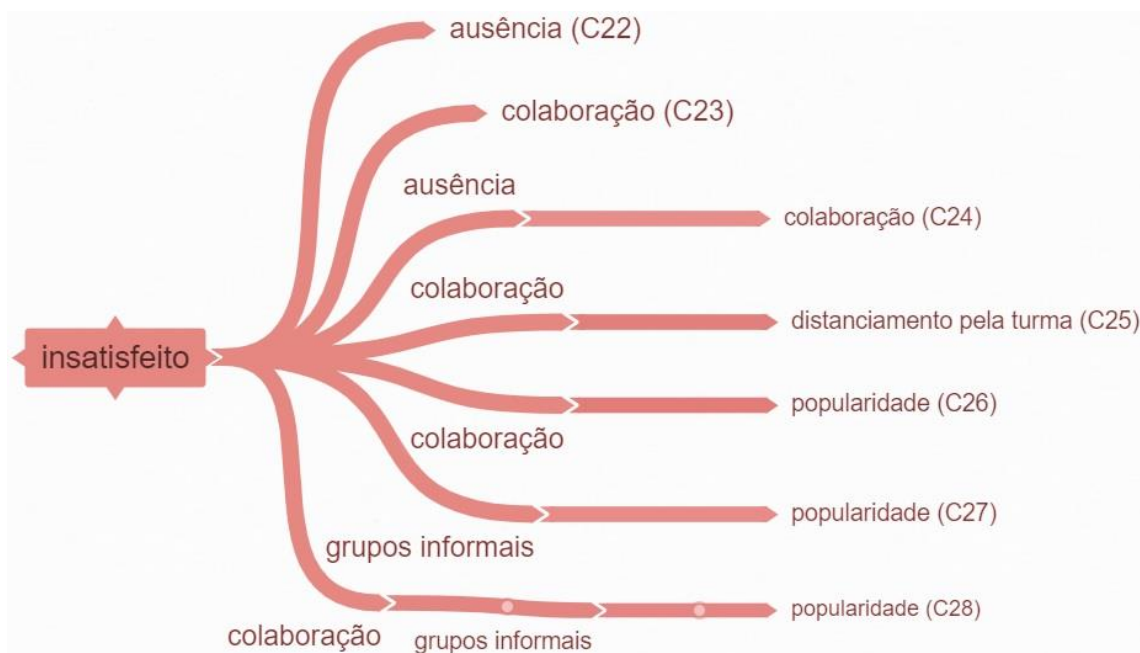 ausência (C22)
colaboração (C23)
ausência
colaboração (C24)
colaboração
distanciamento pela turma (C25)
insatisfeito
popularidade (C26)
colaboração
popularidade (C27)
grupos informais
popularidade (C28)
colaboração
grupos informais